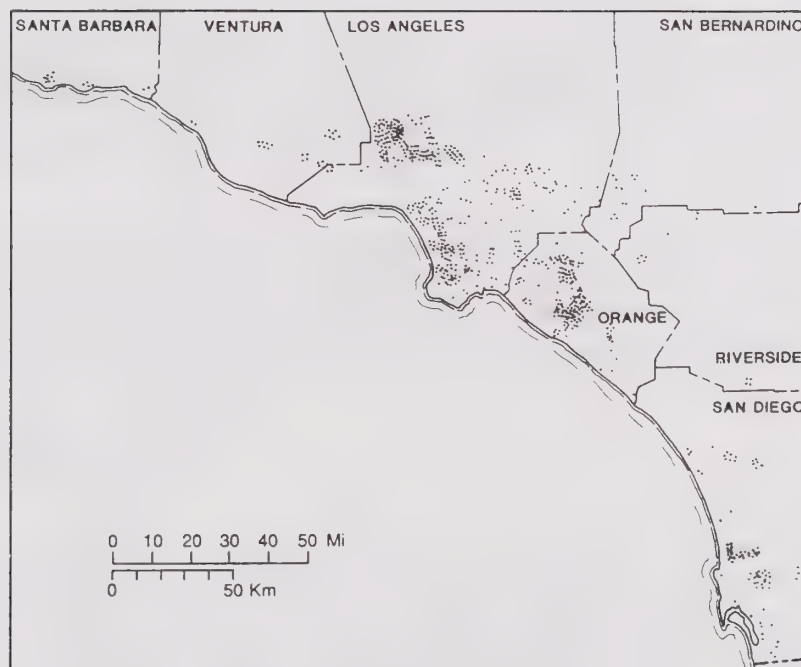 SANTA BARBARA VENTURA LOS ANGELES SAN BERNARDINO
ORANGE
RIVERSIDE
SAN DIEGO
0 10 20 30 40 50 Mi
0 50 Km